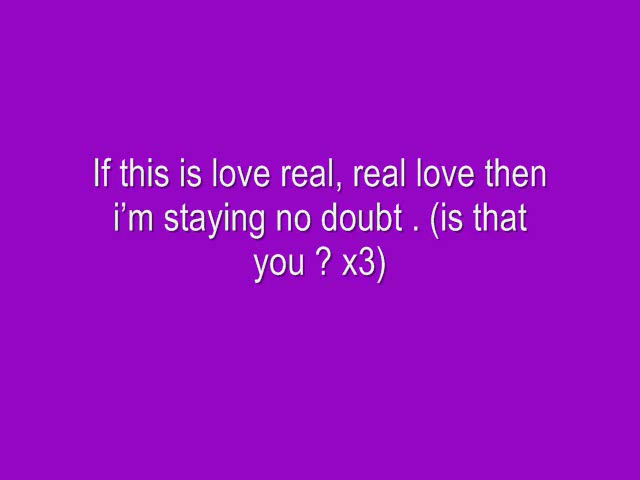 If this is love real, real love then
i’m staying no doubt . (is that
you ? x3)